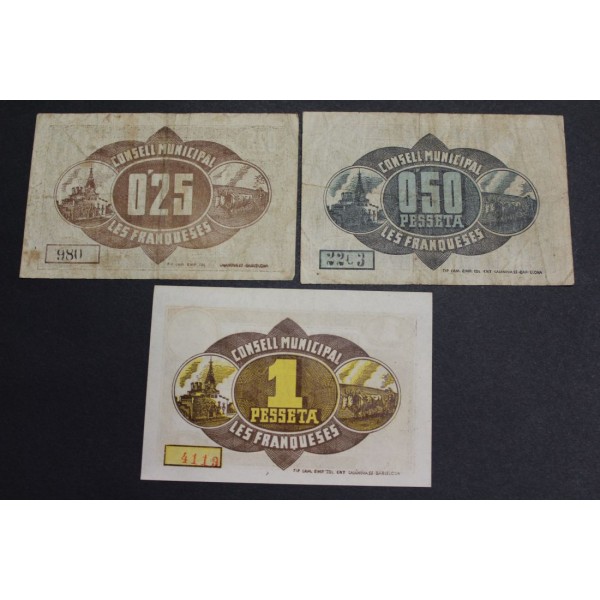 CONSELL MUNICIPAL
0'25
LES FRANQUESES
980
CONSELL MUNICIPAL
0'50
PESSETA
LES FRANQUESES
2203
CONSELL MUNICIPAL
1
PESSETA
LES FRANQUESES
4119